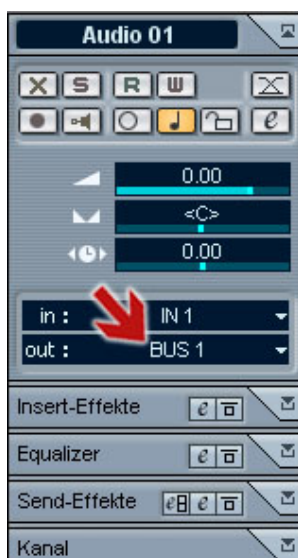 Audio 01
X S R W
e
0.00
<C>
0.00
in : IN 1
out : BUS 1
Insert-Effekte e
Equalizer e
Send-Effekte e e
Kanal